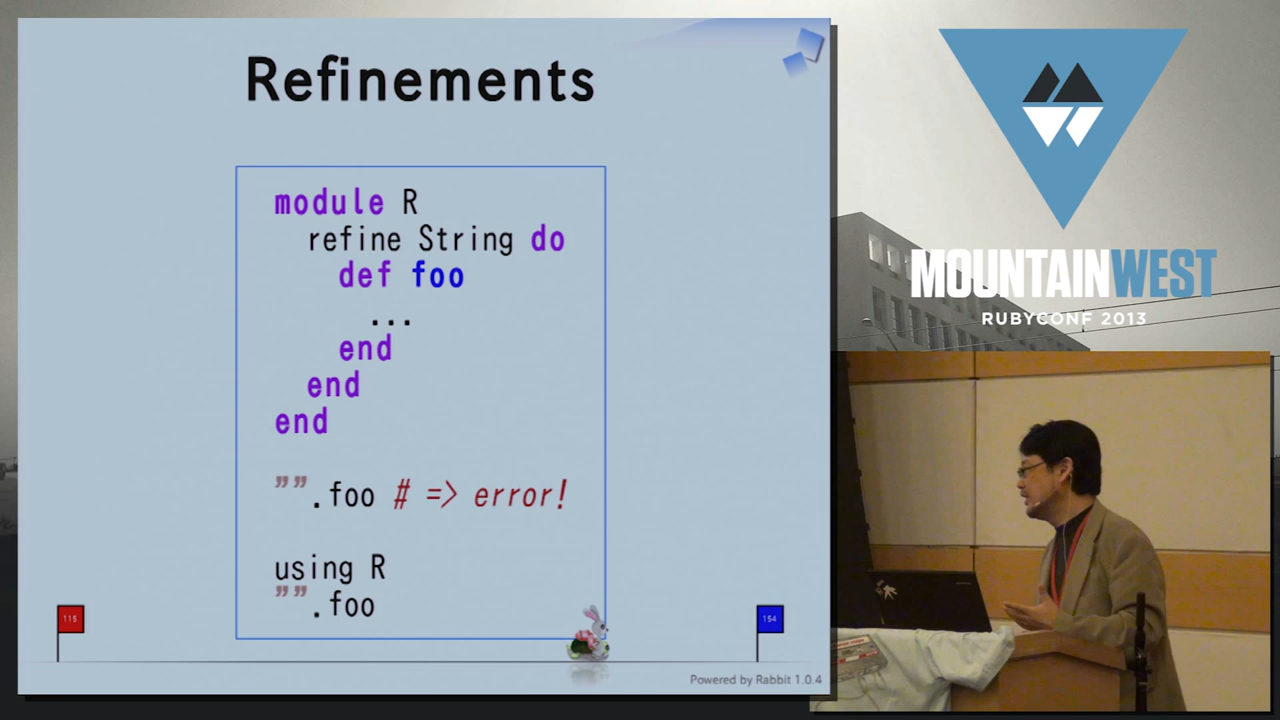 Refinements
module R
refine String do
def foo
...
end
end
end
"".foo # => error!
using R
"".foo
115
154
Powered by Rabbit 1.0.4
MOUNTAINWEST
RUBYCONF 2013